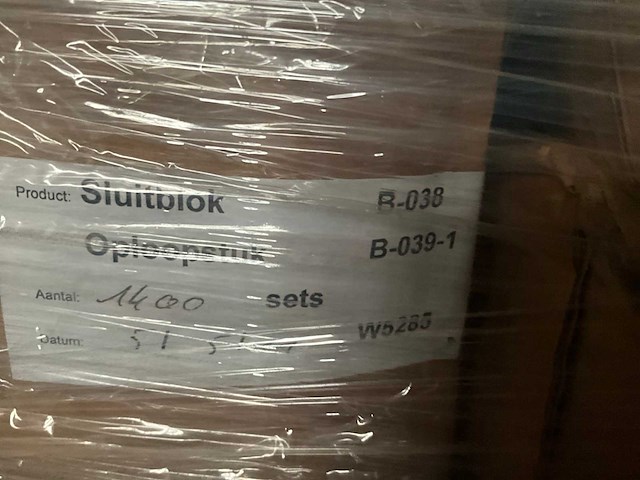 Product: Sluitblok B-038
Oploopstuk B-039-1
Aantal: 1400 sets
Datum: W5283